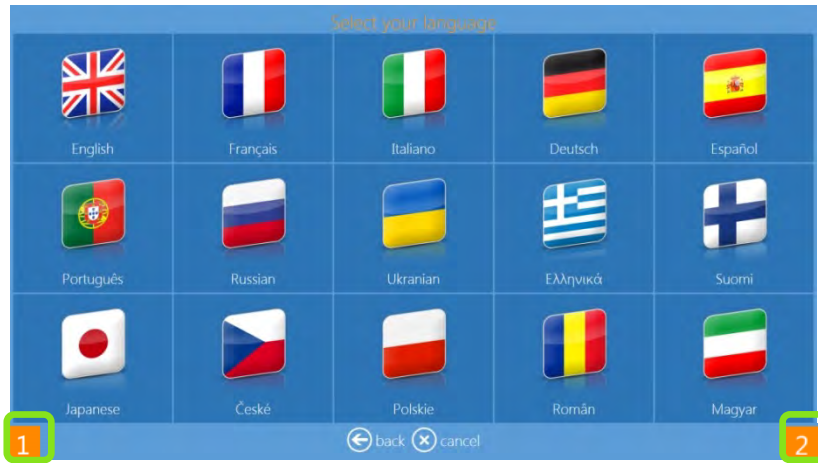 Select your language
English Français Italiano Deutsch Español
Português Russian Ukranian Ελληνικά Suomi
Japanese České Polskie Român Magyar
1 back cancel 2